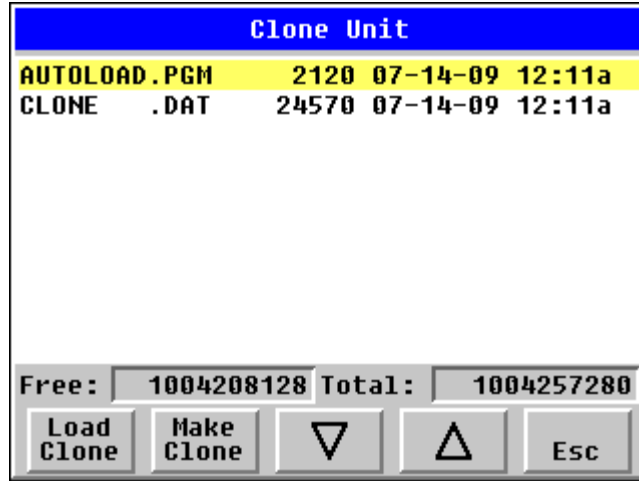 Clone Unit
AUTOLOAD.PGM 2120 07-14-09 12:11a
CLONE .DAT 24570 07-14-09 12:11a
Free: 1004208128 Total: 1004257280
Load Clone Make Clone ▽ △ Esc